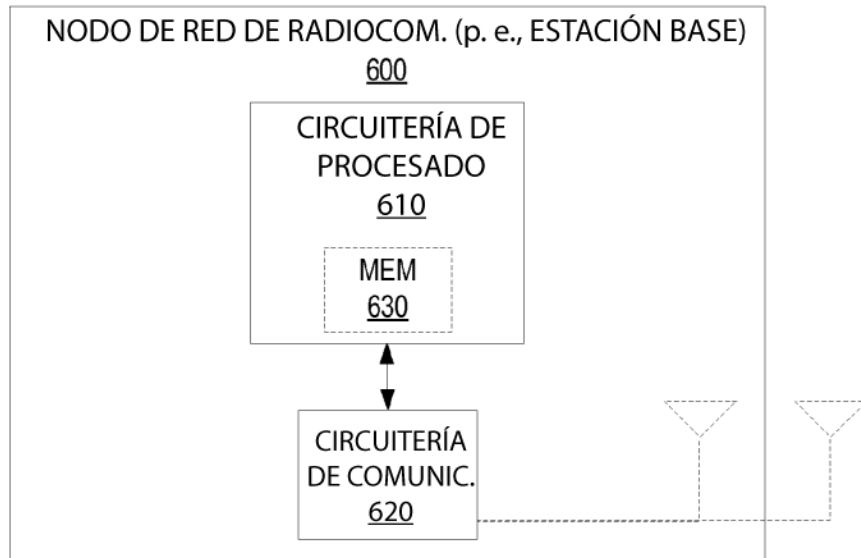 NODO DE RED DE RADIOCOM. (p. e., ESTACIÓN BASE)
600
CIRCUITERÍA DE
PROCESADO
610
MEM
630
CIRCUITERÍA
DE COMUNIC.
620